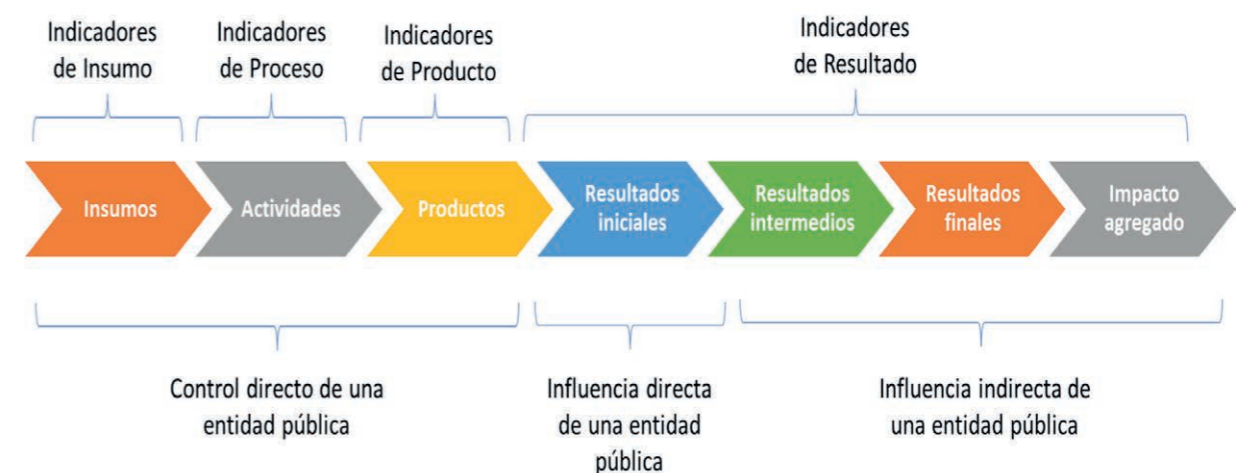 Indicadores
de Insumo
Indicadores
de Proceso
Indicadores
de Producto
Indicadores
de Resultado
Insumos
Actividades
Productos
Resultados
iniciales
Resultados
intermedios
Resultados
finales
Impacto
agregado
Control directo de una
entidad pública
Influencia directa
de una entidad
pública
Influencia indirecta de
una entidad pública